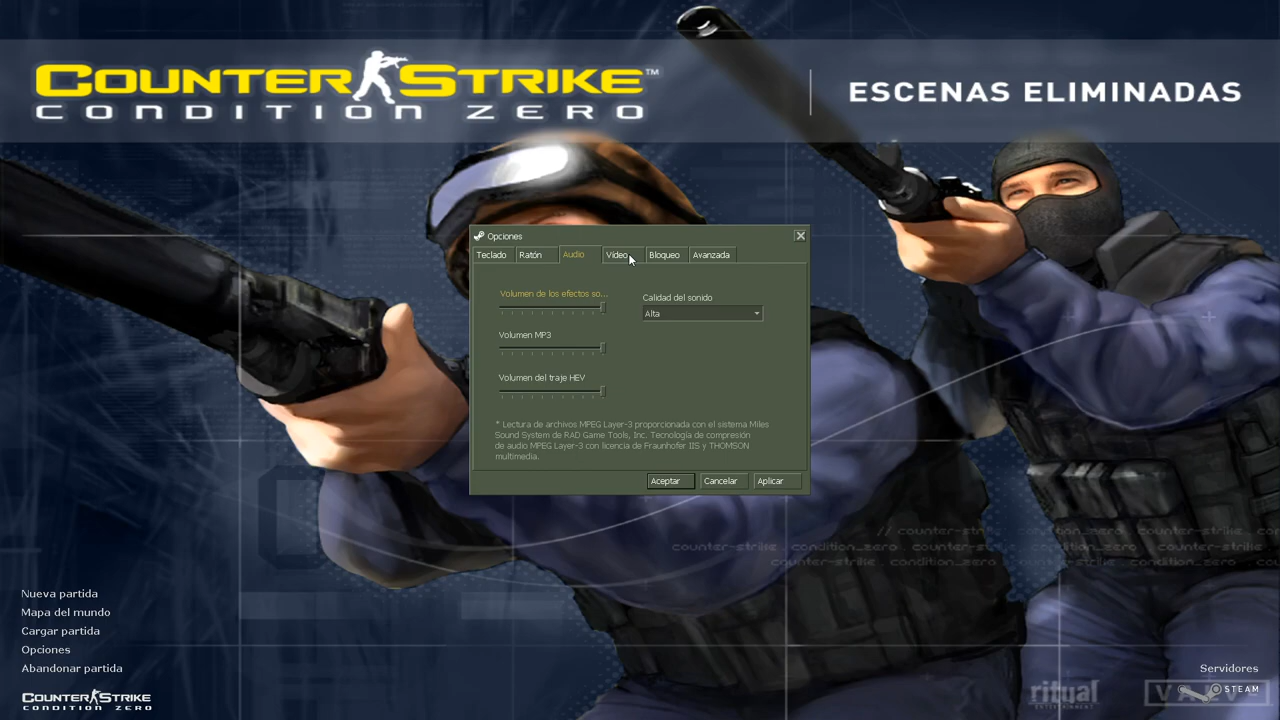 COUNTER STRIKE™
CONDITION ZERO
ESCENAS ELIMINADAS
Opciones
Teclado
Ratón
Audio
Vídeo
Bloqueo
Avanzada
Volumen de los efectos so...
Calidad del sonido
Alta
Volumen MP3
Volumen del traje HEV
* Lectura de archivos MPEG Layer-3 proporcionada con el sistema Miles
Sound System de RAD Game Tools, Inc. Tecnología de compresión
de audio MPEG Layer-3 con licencia de Fraunhofer IIS y THOMSON
multimedia.
Aceptar
Cancelar
Aplicar
// counter-strike . condition_zero . co
counter-strike . condition_zero . counter-strike . condition_zero . counter-strike
counter-strike . condition_zero . counter-strike . co
Nueva partida
Mapa del mundo
Cargar partida
Opciones
Abandonar partida
Servidores
COUNTER STRIKE
CONDITION ZERO
ritual
ENTERTAINMENT
VALVE
STEAM